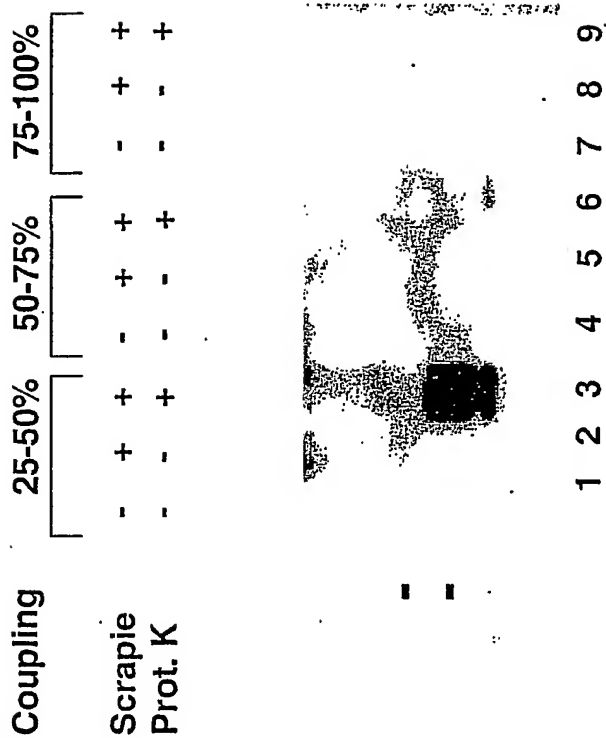 Coupling 25-50% 50-75% 75-100%
Scrapie - + + - + + - + +
Prot. K - - + - - + - - +
1 2 3 4 5 6 7 8 9